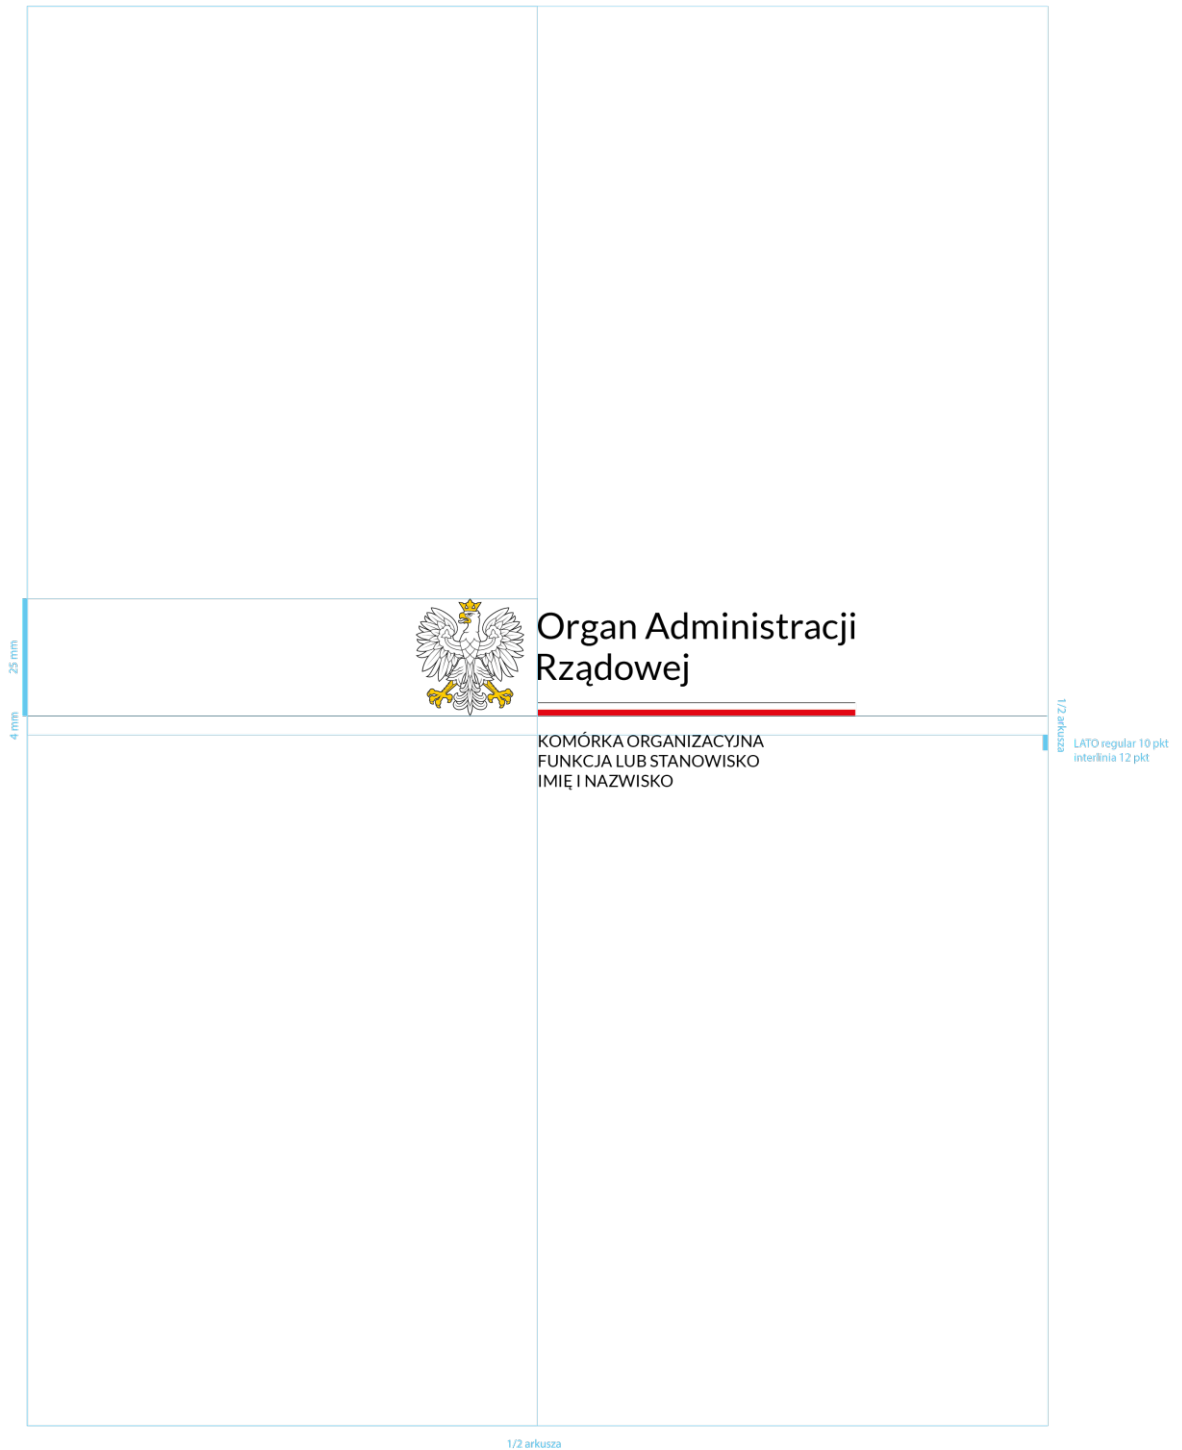 Organ Administracji
Rządowej
25 mm
4 mm
1/2 arkusza
KOMÓRKA ORGANIZACYJNA
FUNKCJA LUB STANOWISKO
IMIĘ I NAZWISKO
LATO regular 10 pkt
interlinia 12 pkt
1/2 arkusza